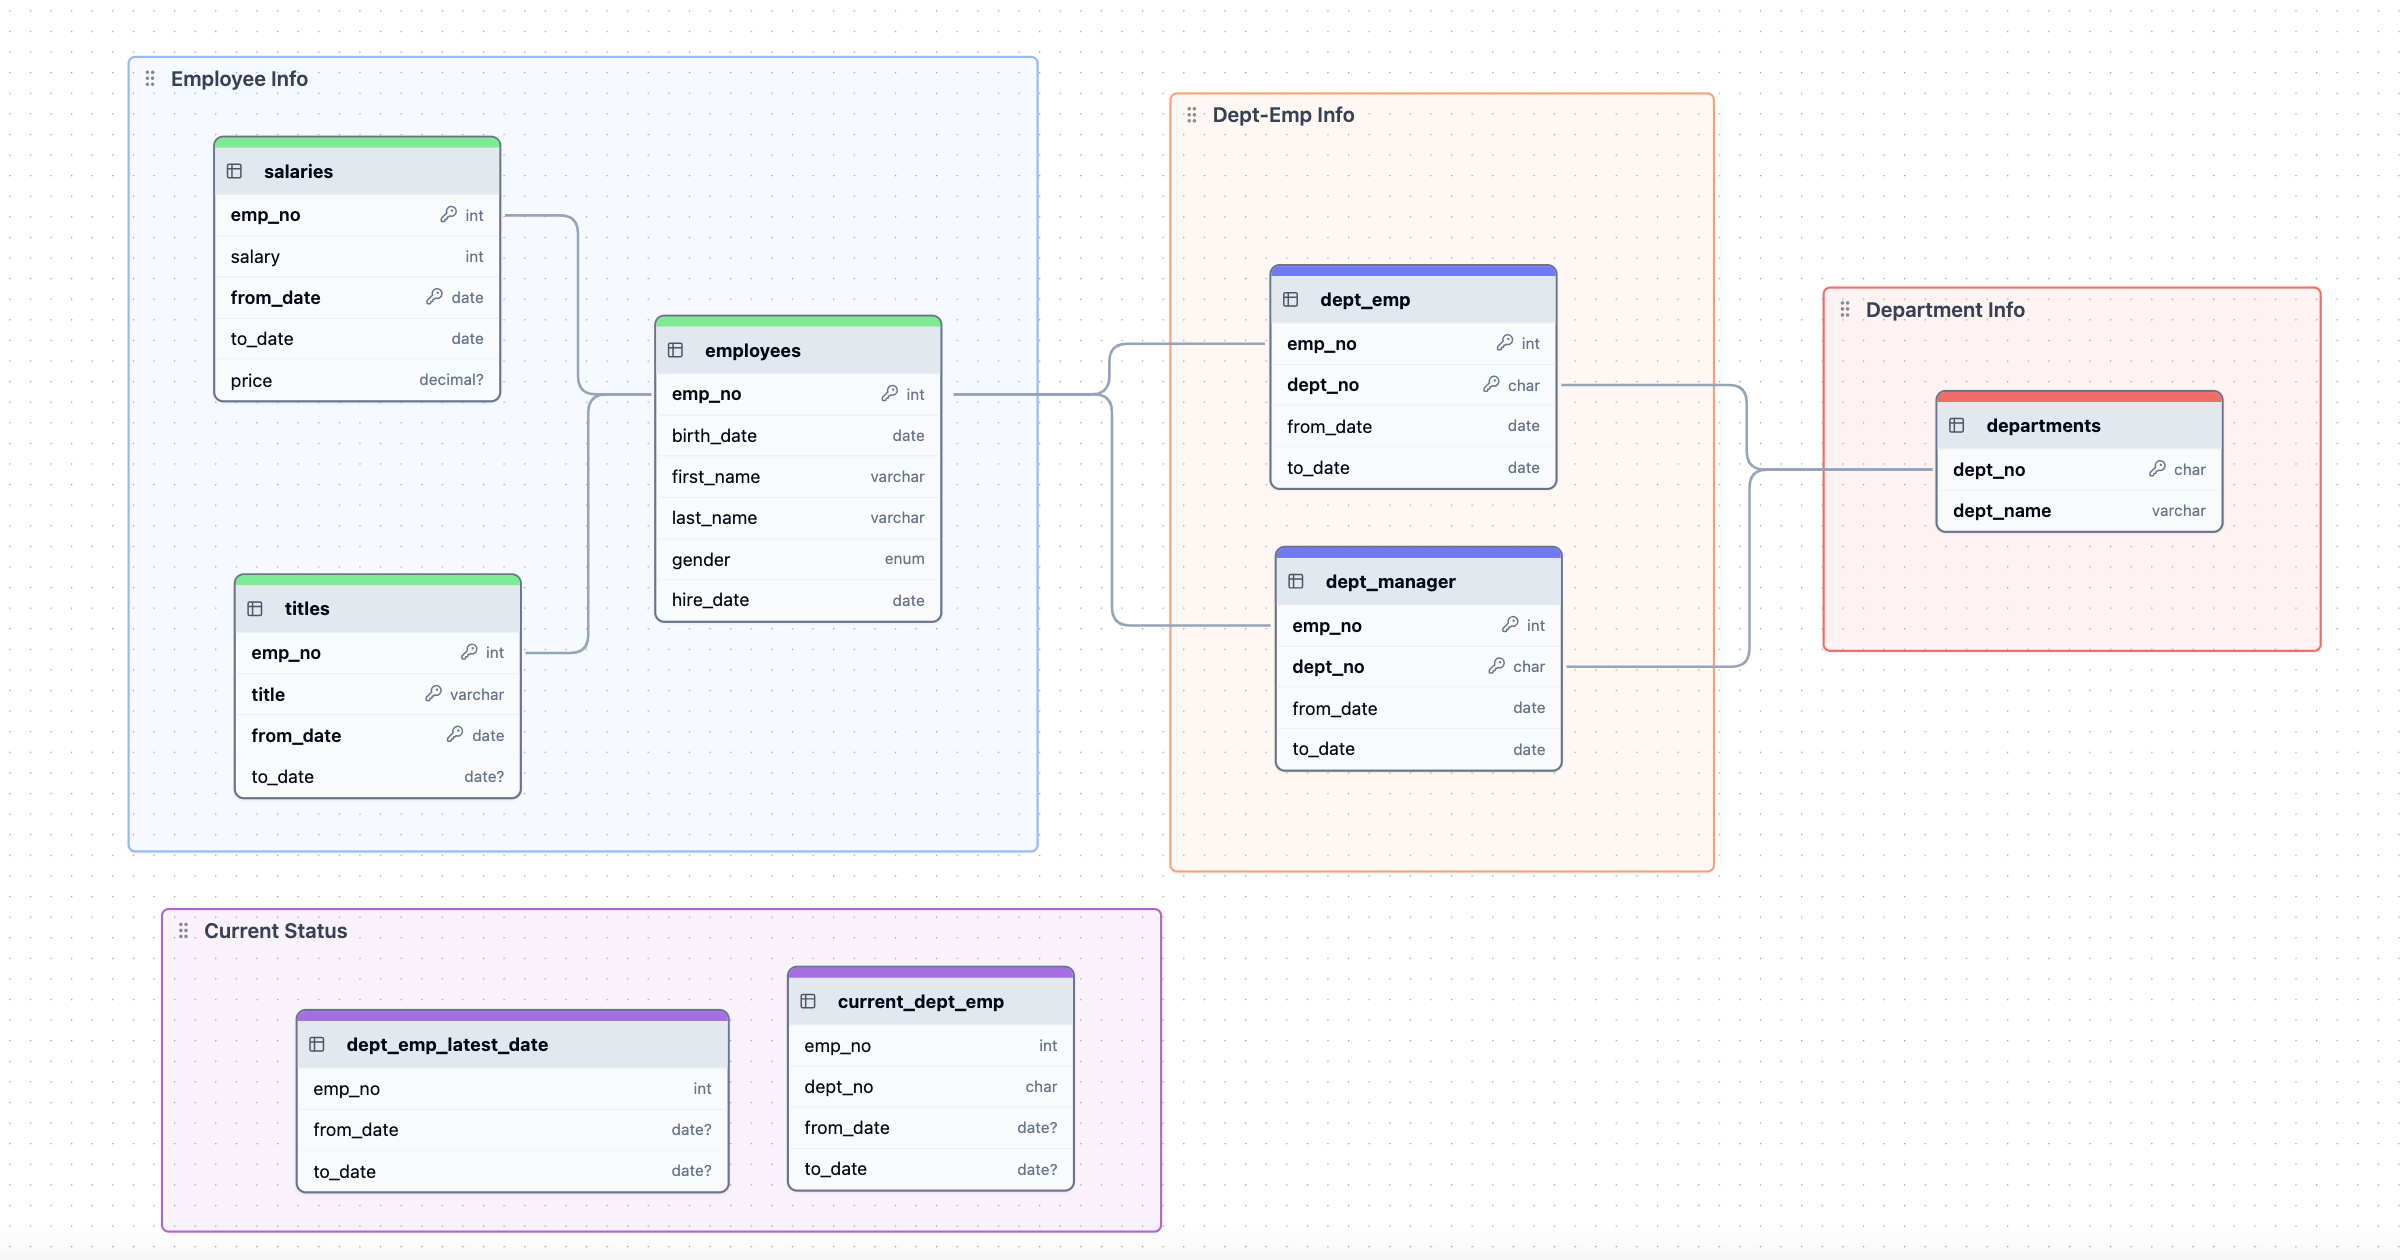 Employee Info
salaries
emp_no int
salary int
from_date date
to_date date
price decimal?
employees
emp_no int
birth_date date
first_name varchar
last_name varchar
gender enum
hire_date date
titles
emp_no int
title varchar
from_date date
to_date date?
Dept-Emp Info
dept_emp
emp_no int
dept_no char
from_date date
to_date date
dept_manager
emp_no int
dept_no char
from_date date
to_date date
Department Info
departments
dept_no char
dept_name varchar
Current Status
dept_emp_latest_date
emp_no int
from_date date?
to_date date?
current_dept_emp
emp_no int
dept_no char
from_date date?
to_date date?